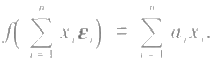 f( ∑_{i=1}^{n} x_i ε_i ) = ∑_{i=1}^{n} a_i x_i.